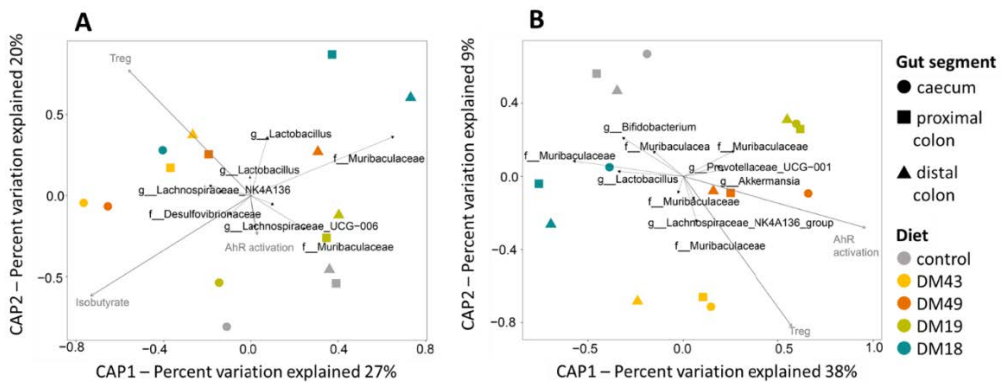 A
CAP2 – Percent variation explained 20%
0.5
0.0
−0.5
Treg
g__Lactobacillus
f__Muribaculaceae
g__Lactobacillus
g__Lachnospiraceae_NK4A136
f__Desulfovibrionaceae
g__Lachnospiraceae_UCG-006
AhR activation
f__Muribaculaceae
Isobutyrate
−0.8
−0.4
0.0
0.4
0.8
CAP1 – Percent variation explained 27%
B
CAP2 – Percent variation explained 9%
0.4
0.0
−0.4
−0.8
g__Bifidobacterium
f__Muribaculacea
f__Muribaculaceae
f__Muribaculaceae
g__Prevotellaceae_UCG-001
g__Lactobacillus
g__Akkermansia
f__Muribaculaceae
g__Lachnospiraceae_NK4A136_group
f__Muribaculaceae
AhR
activation
Treg
−0.5
0.0
0.5
1.0
CAP1 – Percent variation explained 38%
Gut segment
caecum
proximal
colon
distal
colon
Diet
control
DM43
DM49
DM19
DM18